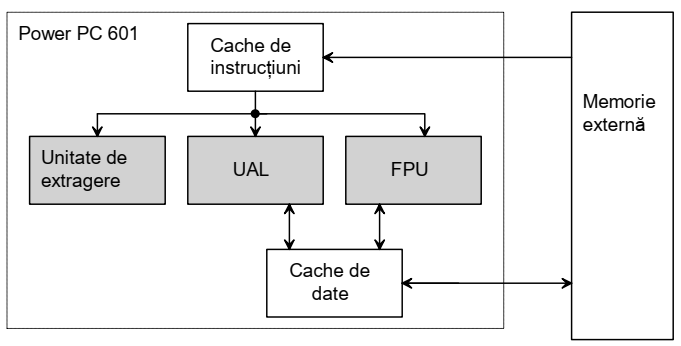 Power PC 601
Cache de
instrucțiuni
Memorie
externă
Unitate de
extragere
UAL
FPU
Cache de
date